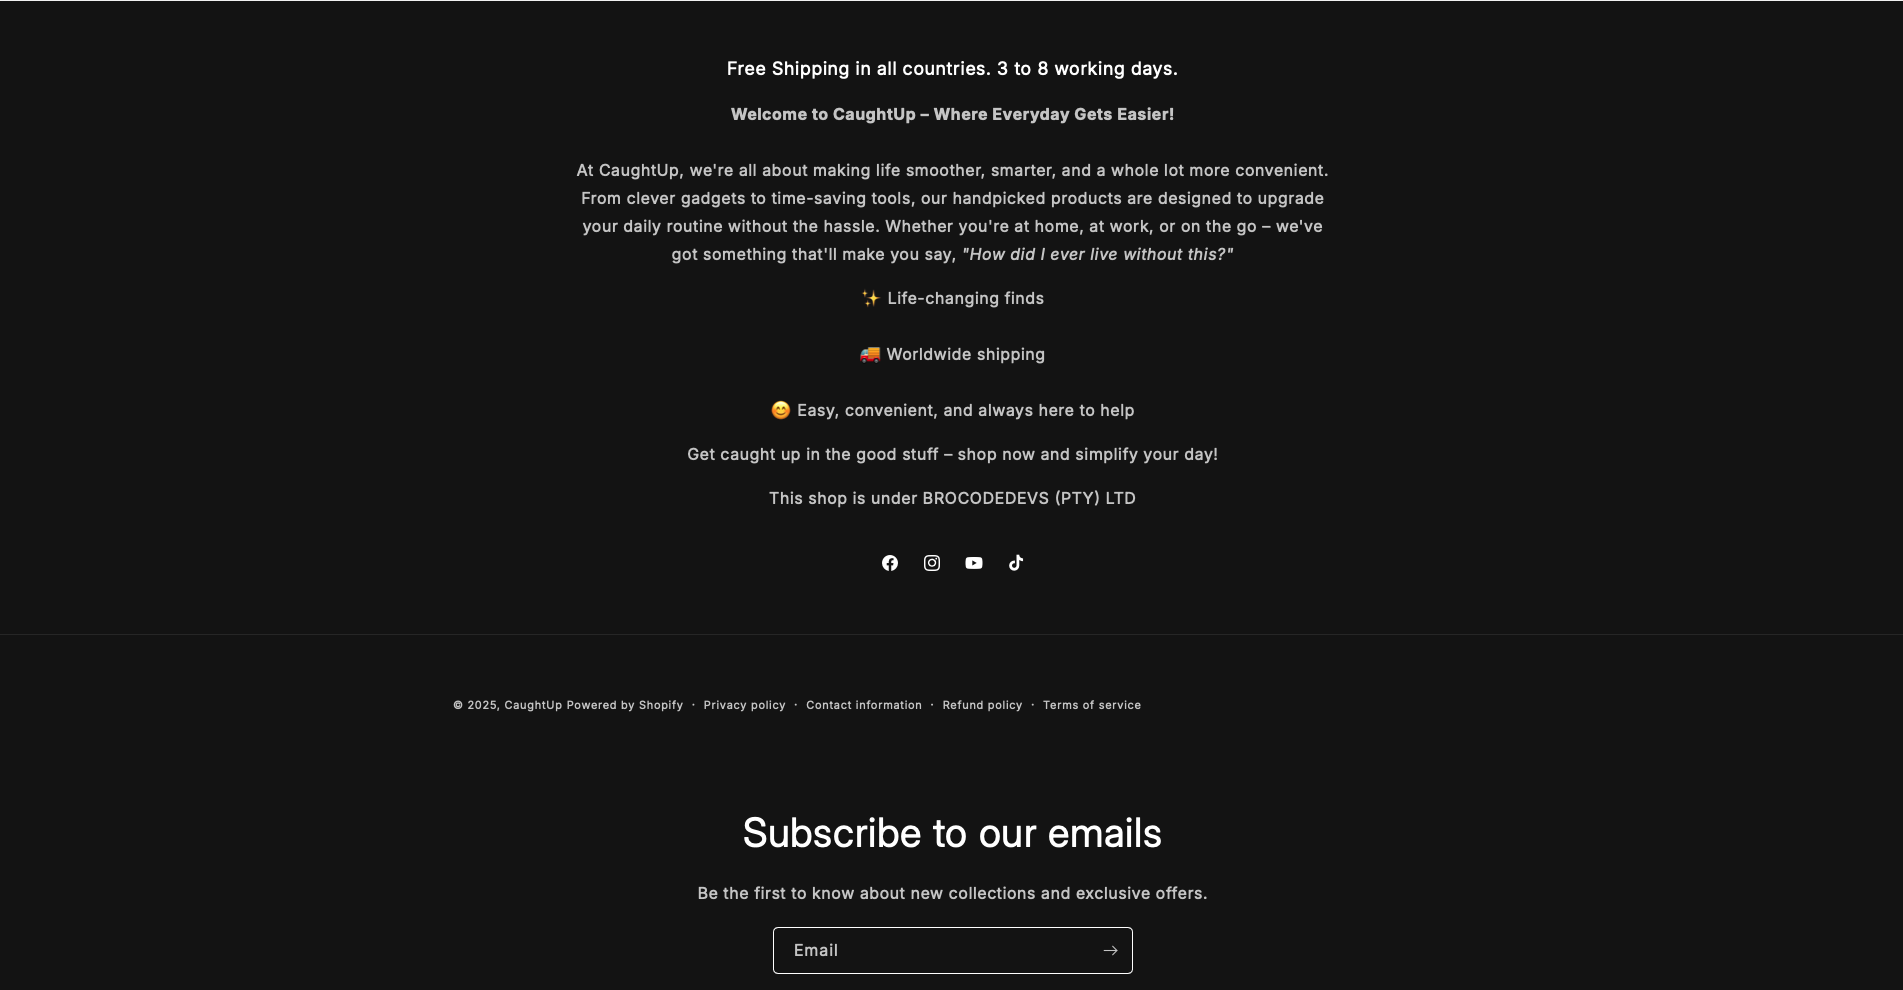 Free Shipping in all countries. 3 to 8 working days.
Welcome to CaughtUp – Where Everyday Gets Easier!
At CaughtUp, we're all about making life smoother, smarter, and a whole lot more convenient.
From clever gadgets to time-saving tools, our handpicked products are designed to upgrade
your daily routine without the hassle. Whether you're at home, at work, or on the go – we've
got something that'll make you say, "How did I ever live without this?"
✨ Life-changing finds
🚚 Worldwide shipping
😊 Easy, convenient, and always here to help
Get caught up in the good stuff – shop now and simplify your day!
This shop is under BROCODEDEVS (PTY) LTD
© 2025, CaughtUp Powered by Shopify · Privacy policy · Contact information · Refund policy · Terms of service
Subscribe to our emails
Be the first to know about new collections and exclusive offers.
Email